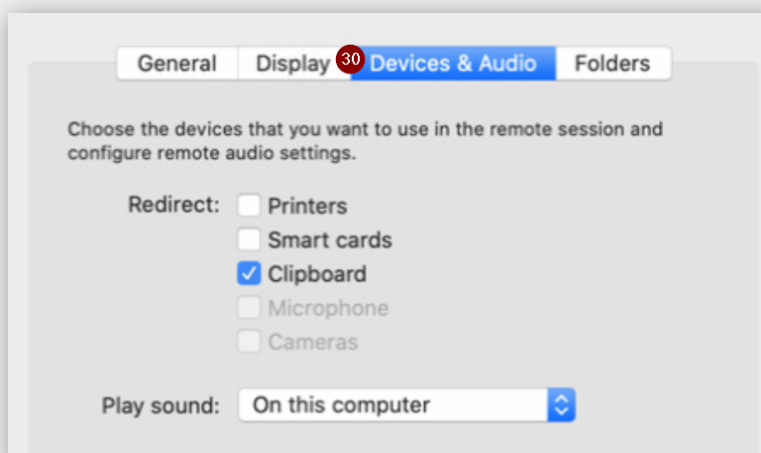 General Display 30 Devices & Audio Folders
Choose the devices that you want to use in the remote session and
configure remote audio settings.
Redirect: Printers
Smart cards
Clipboard
Microphone
Cameras
Play sound: On this computer